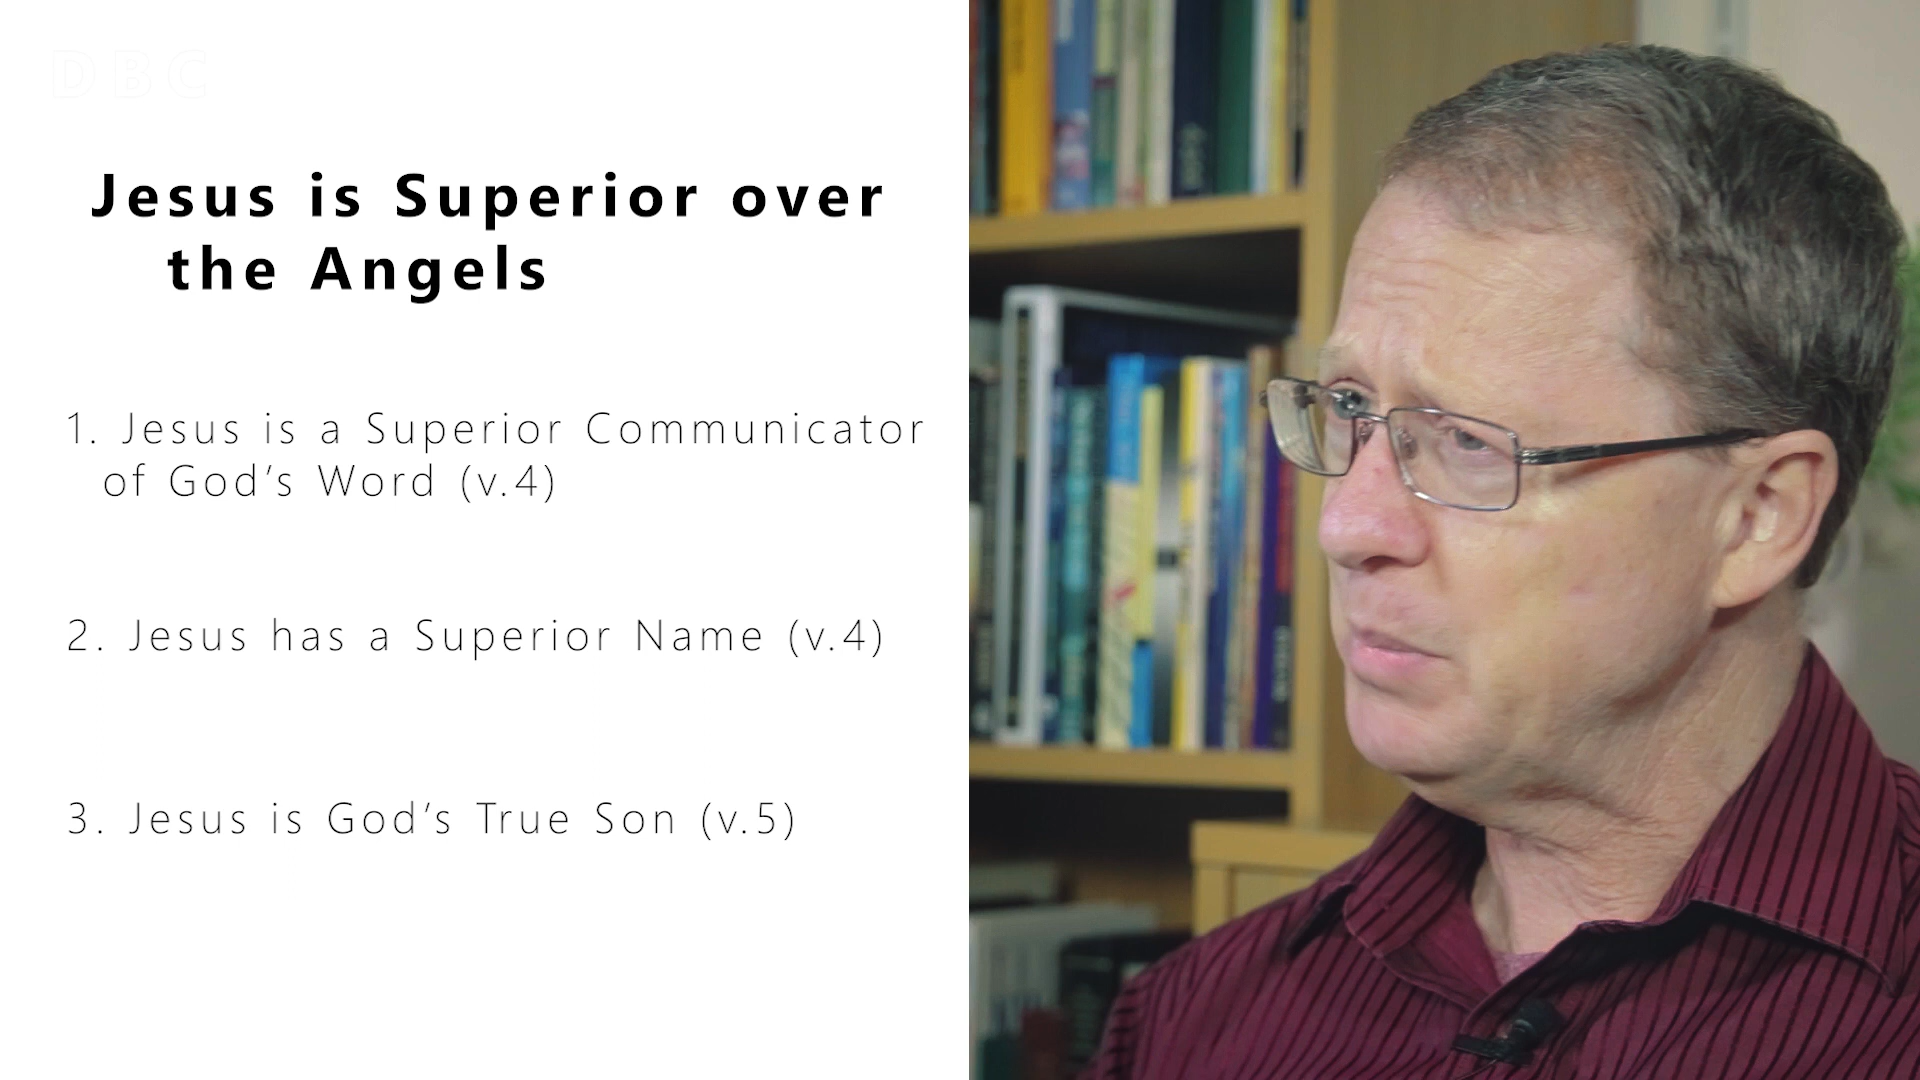 DBC
Jesus is Superior over
the Angels
1. Jesus is a Superior Communicator
of God’s Word (v.4)
2. Jesus has a Superior Name (v.4)
3. Jesus is God’s True Son (v.5)